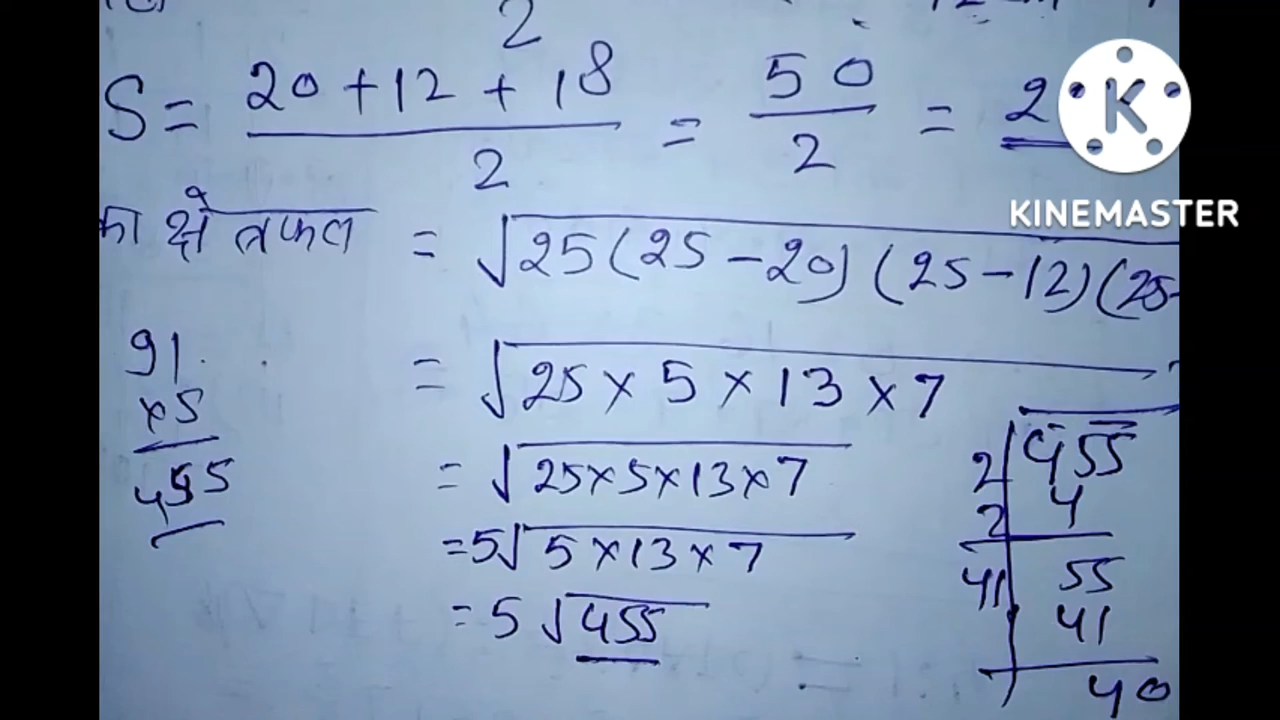 2
S = 20 + 12 + 18 / 2 = 50 / 2 = 2
का क्षेत्रफल = √25(25 - 20) (25 - 12) (25 -
= √25 × 5 × 13 × 7
= √25×5×13×7
= 5√5 × 13 × 7
= 5 √455
91
×5
455
2 455
2 4
41 55
41
40
K
KINEMASTER